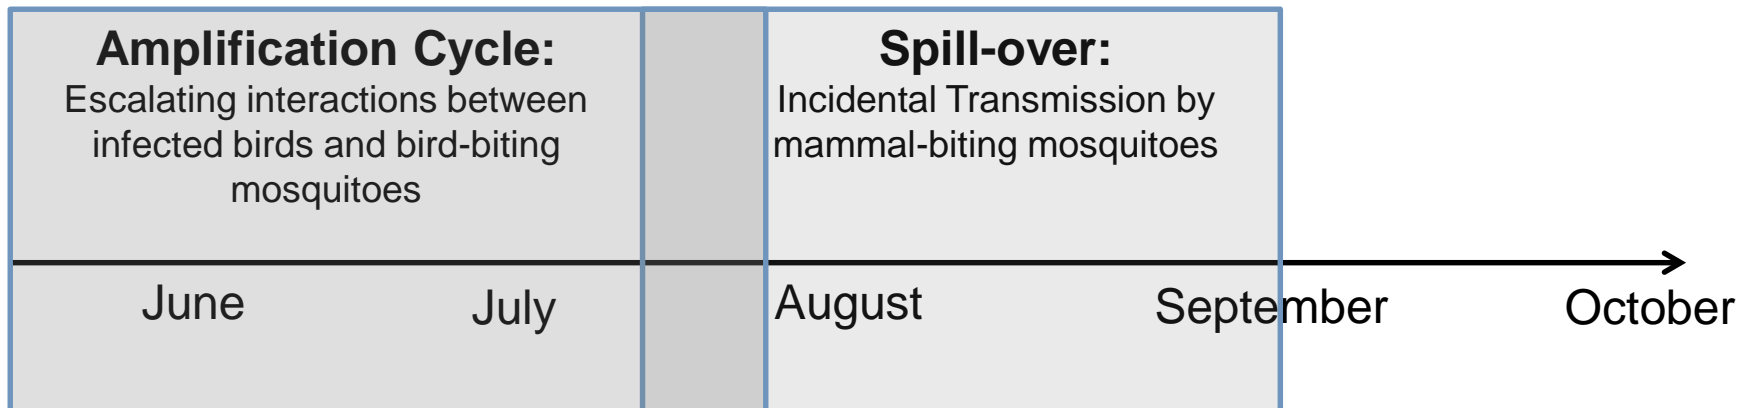 Amplification Cycle:
Escalating interactions between
infected birds and bird-biting
mosquitoes
Spill-over:
Incidental Transmission by
mammal-biting mosquitoes
June
July
August
September
October